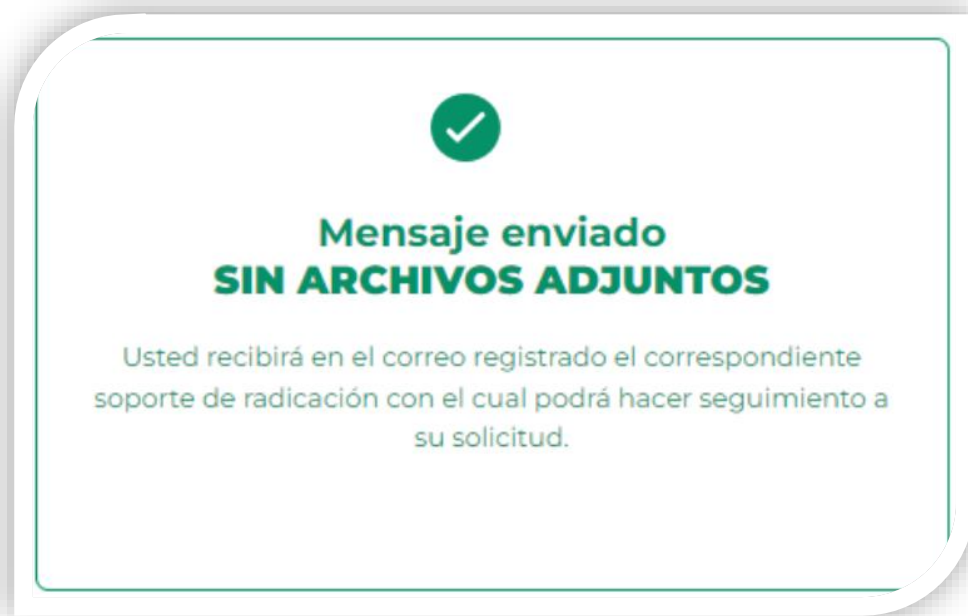 Mensaje enviado
SIN ARCHIVOS ADJUNTOS
Usted recibirá en el correo registrado el correspondiente
soporte de radicación con el cual podrá hacer seguimiento a
su solicitud.